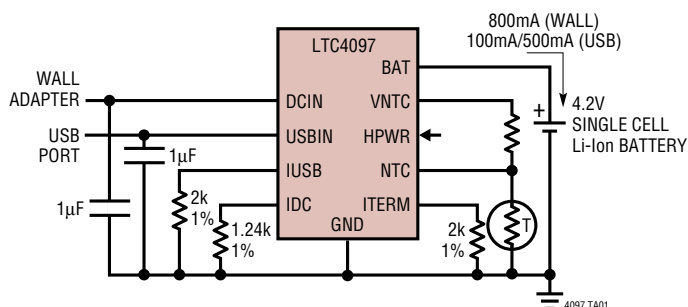 800mA (WALL)
100mA/500mA (USB)
LTC4097
BAT
WALL
ADAPTER
DCIN
VNTC
+
4.2V
SINGLE CELL
Li-Ion BATTERY
USB
PORT
USBIN
HPWR
1µF
IUSB
NTC
2k
1%
1µF
IDC
ITERM
1.24k
1%
GND
2k
1%
T
4097 TA01